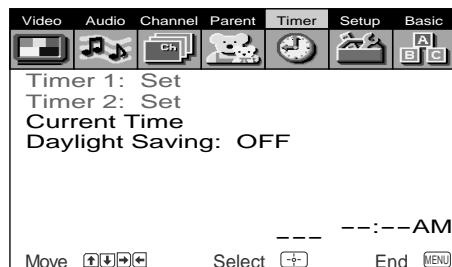 Video Audio Channel Parent Timer Setup Basic
Ch A B C
Timer 1: Set
Timer 2: Set
Current Time
Daylight Saving: OFF
___ --:--AM
Move Select End MENU